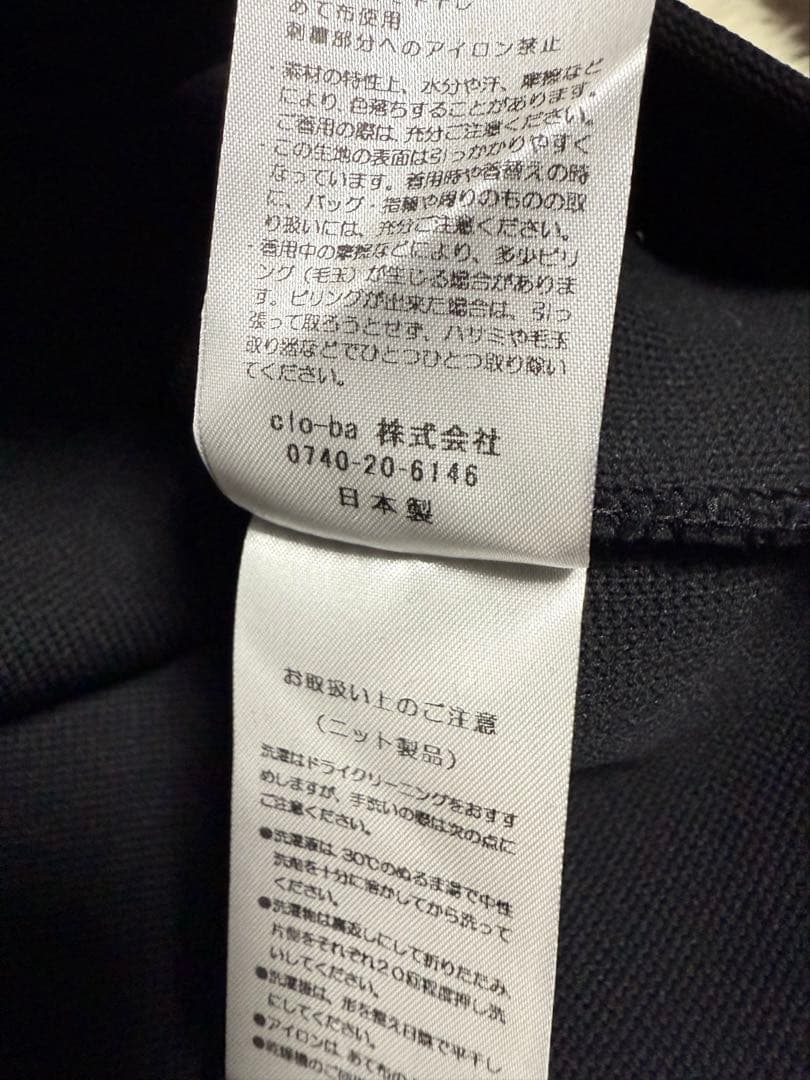 平干し
あて布使用
刺繍部分へのアイロン禁止
・素材の特性上、水分や汗、摩擦など
により、色落ちすることがあります。
ご着用の際は、充分ご注意ください。
・この生地の表面は引っかかりやすく
なっています。着用時や着替えの時
に、バッグ・指輪や周りのものの取
り扱いには、充分ご注意ください。
・着用中の摩擦などにより、多少ピリ
ング（毛玉）が生じる場合がありま
す。ピリングが出来た場合は、引っ
張って取ろうとせず、ハサミや毛玉
取り器などでひとつひとつ取り除い
てください。
clo-ba 株式会社
0740-20-6146
日本製
お取扱い上のご注意
（ニット製品）
洗濯はドライクリーニングをおすす
めしますが、手洗いの際は次の点に
ご注意ください。
●洗濯液は、30℃のぬるま湯で中性
洗剤を十分に溶かしてから洗って
ください。
●洗濯物は裏返しにして折りたたみ、
片側をそれぞれ20回程度押し洗
いしてください。
●洗濯後は、形を整え日陰で平干し
にしてください。
●アイロンは、あて布の
●乾燥機のご使用